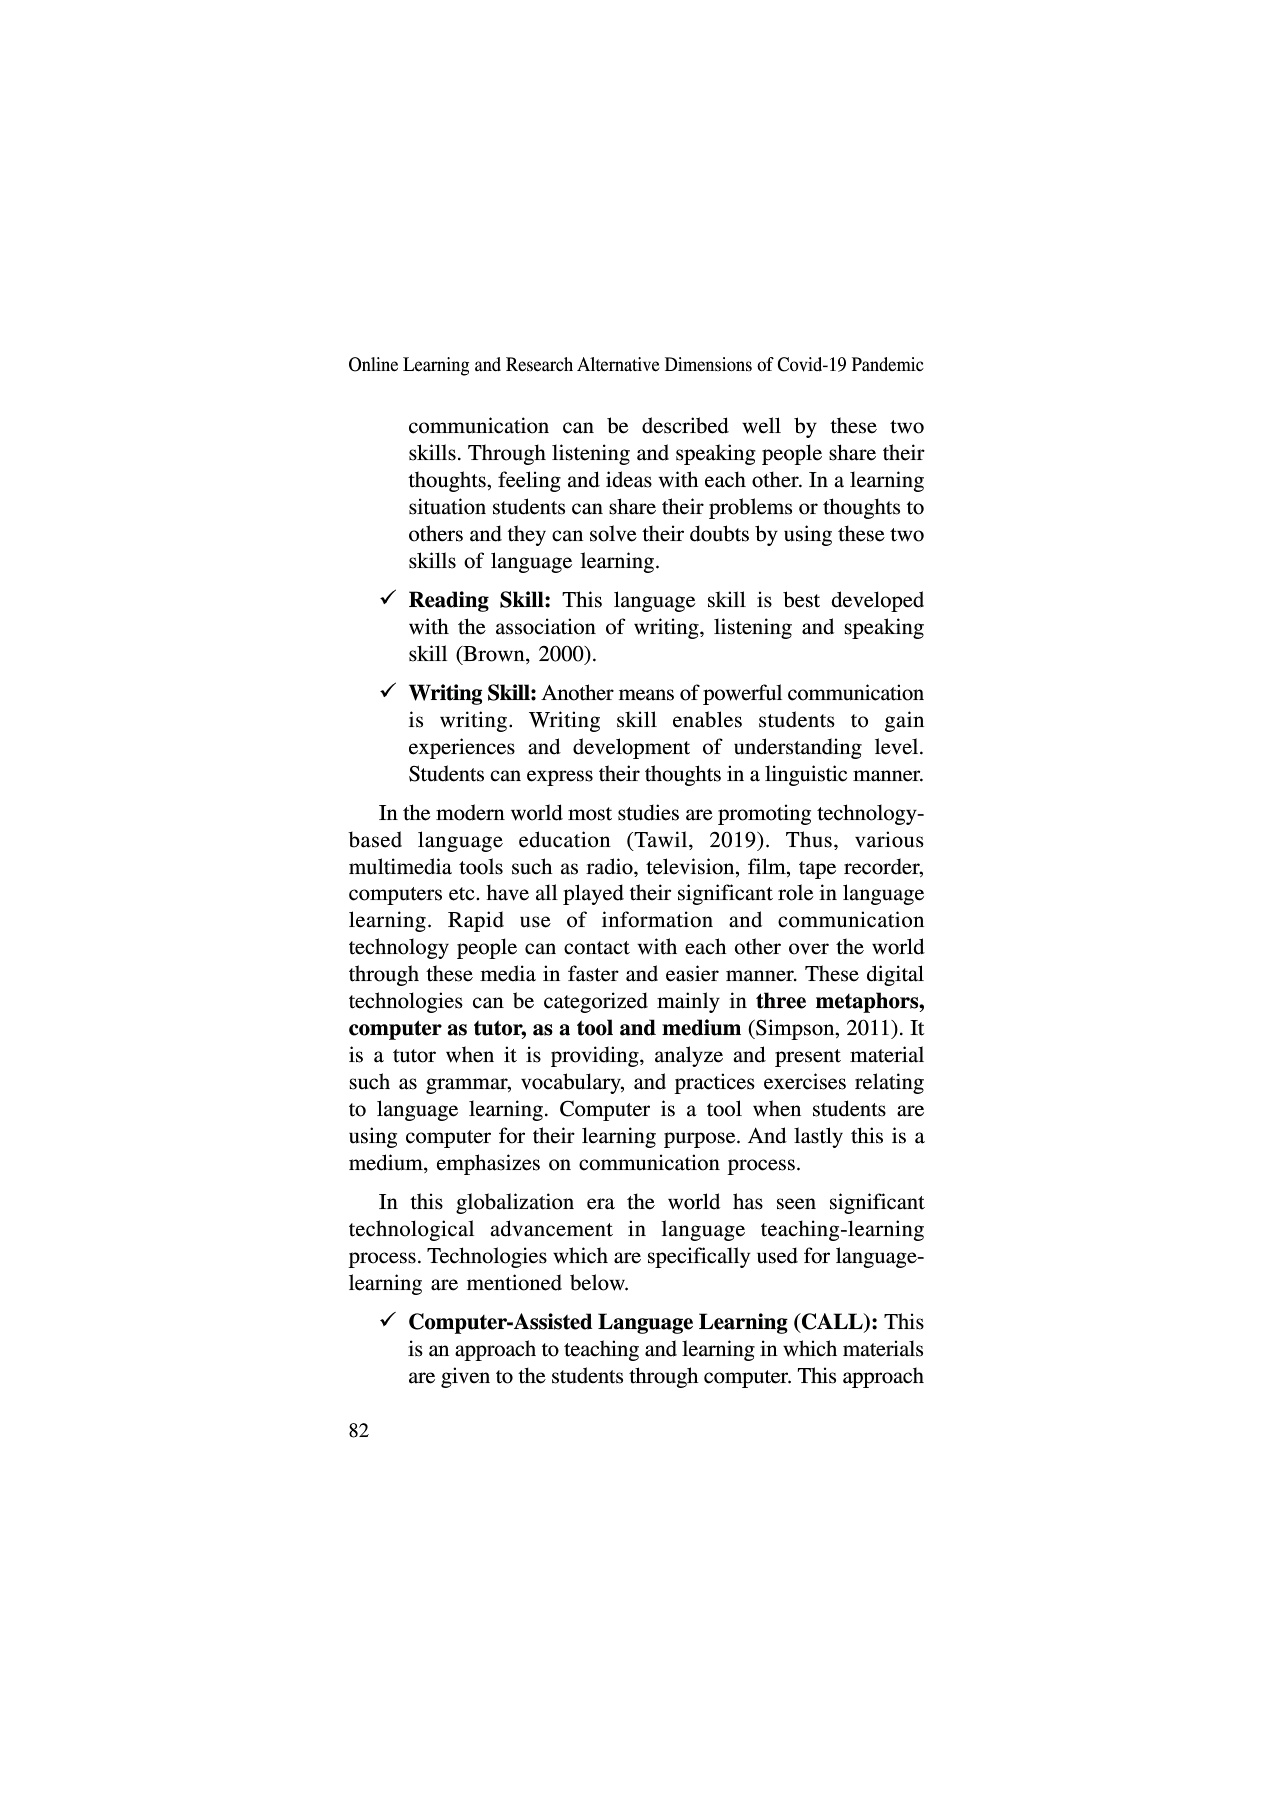 Online Learning and Research Alternative Dimensions of Covid-19 Pandemic
communication can be described well by these two
skills. Through listening and speaking people share their
thoughts, feeling and ideas with each other. In a learning
situation students can share their problems or thoughts to
others and they can solve their doubts by using these two
skills of language learning.
✓ Reading Skill: This language skill is best developed
with the association of writing, listening and speaking
skill (Brown, 2000).
✓ Writing Skill: Another means of powerful communication
is writing. Writing skill enables students to gain
experiences and development of understanding level.
Students can express their thoughts in a linguistic manner.
In the modern world most studies are promoting technology-
based language education (Tawil, 2019). Thus, various
multimedia tools such as radio, television, film, tape recorder,
computers etc. have all played their significant role in language
learning. Rapid use of information and communication
technology people can contact with each other over the world
through these media in faster and easier manner. These digital
technologies can be categorized mainly in three metaphors,
computer as tutor, as a tool and medium (Simpson, 2011). It
is a tutor when it is providing, analyze and present material
such as grammar, vocabulary, and practices exercises relating
to language learning. Computer is a tool when students are
using computer for their learning purpose. And lastly this is a
medium, emphasizes on communication process.
In this globalization era the world has seen significant
technological advancement in language teaching-learning
process. Technologies which are specifically used for language-
learning are mentioned below.
✓ Computer-Assisted Language Learning (CALL): This
is an approach to teaching and learning in which materials
are given to the students through computer. This approach
82